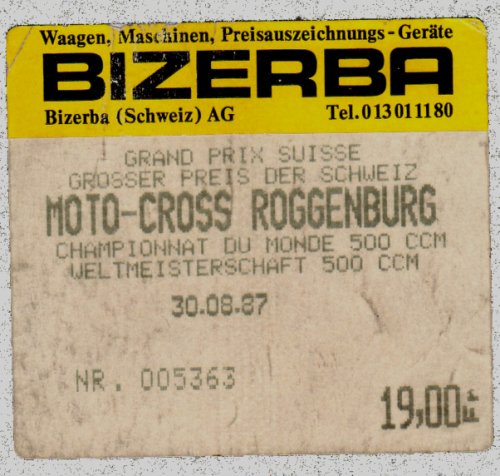 Waagen, Maschinen, Preisauszeichnungs-Geräte
BIZERBA
Bizerba (Schweiz) AG Tel. 013011180
GRAND PRIX SUISSE
GROSSER PREIS DER SCHWEIZ
MOTO-CROSS ROGGENBURG
CHAMPIONNAT DU MONDE 500 CCM
WELTMEISTERSCHAFT 500 CCM
30.08.87
NR. 005363
19,00 Fr